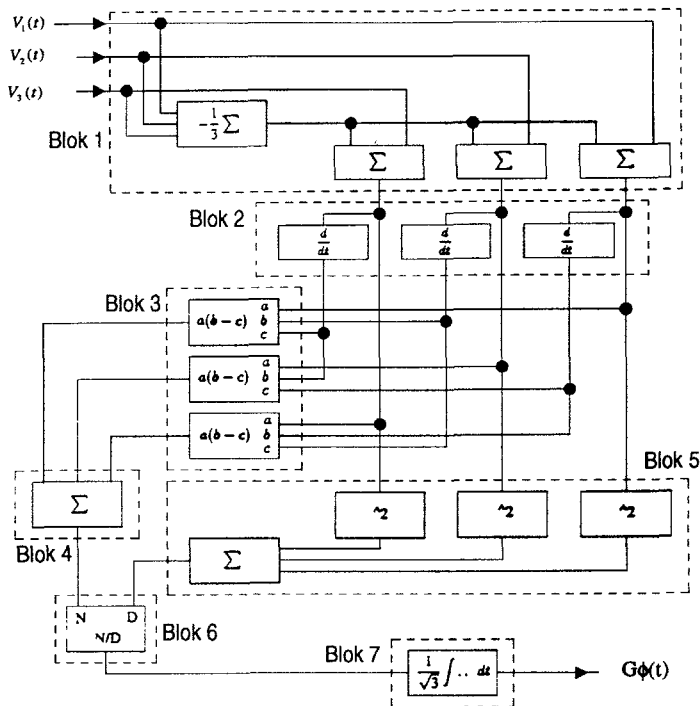 V₁(t)
V₂(t)
V₃(t)
-1/3 Σ
Blok 1
Σ Σ Σ
Blok 2
d/dt d/dt d/dt
Blok 3
a(b − c) a b c
a(b − c) a b c
a(b − c) a b c
Blok 5
Σ
^2 ^2 ^2
Blok 4
Σ
N D
N/D
Blok 6
Blok 7
1/√3 ∫ .. dt
Gϕ(t)